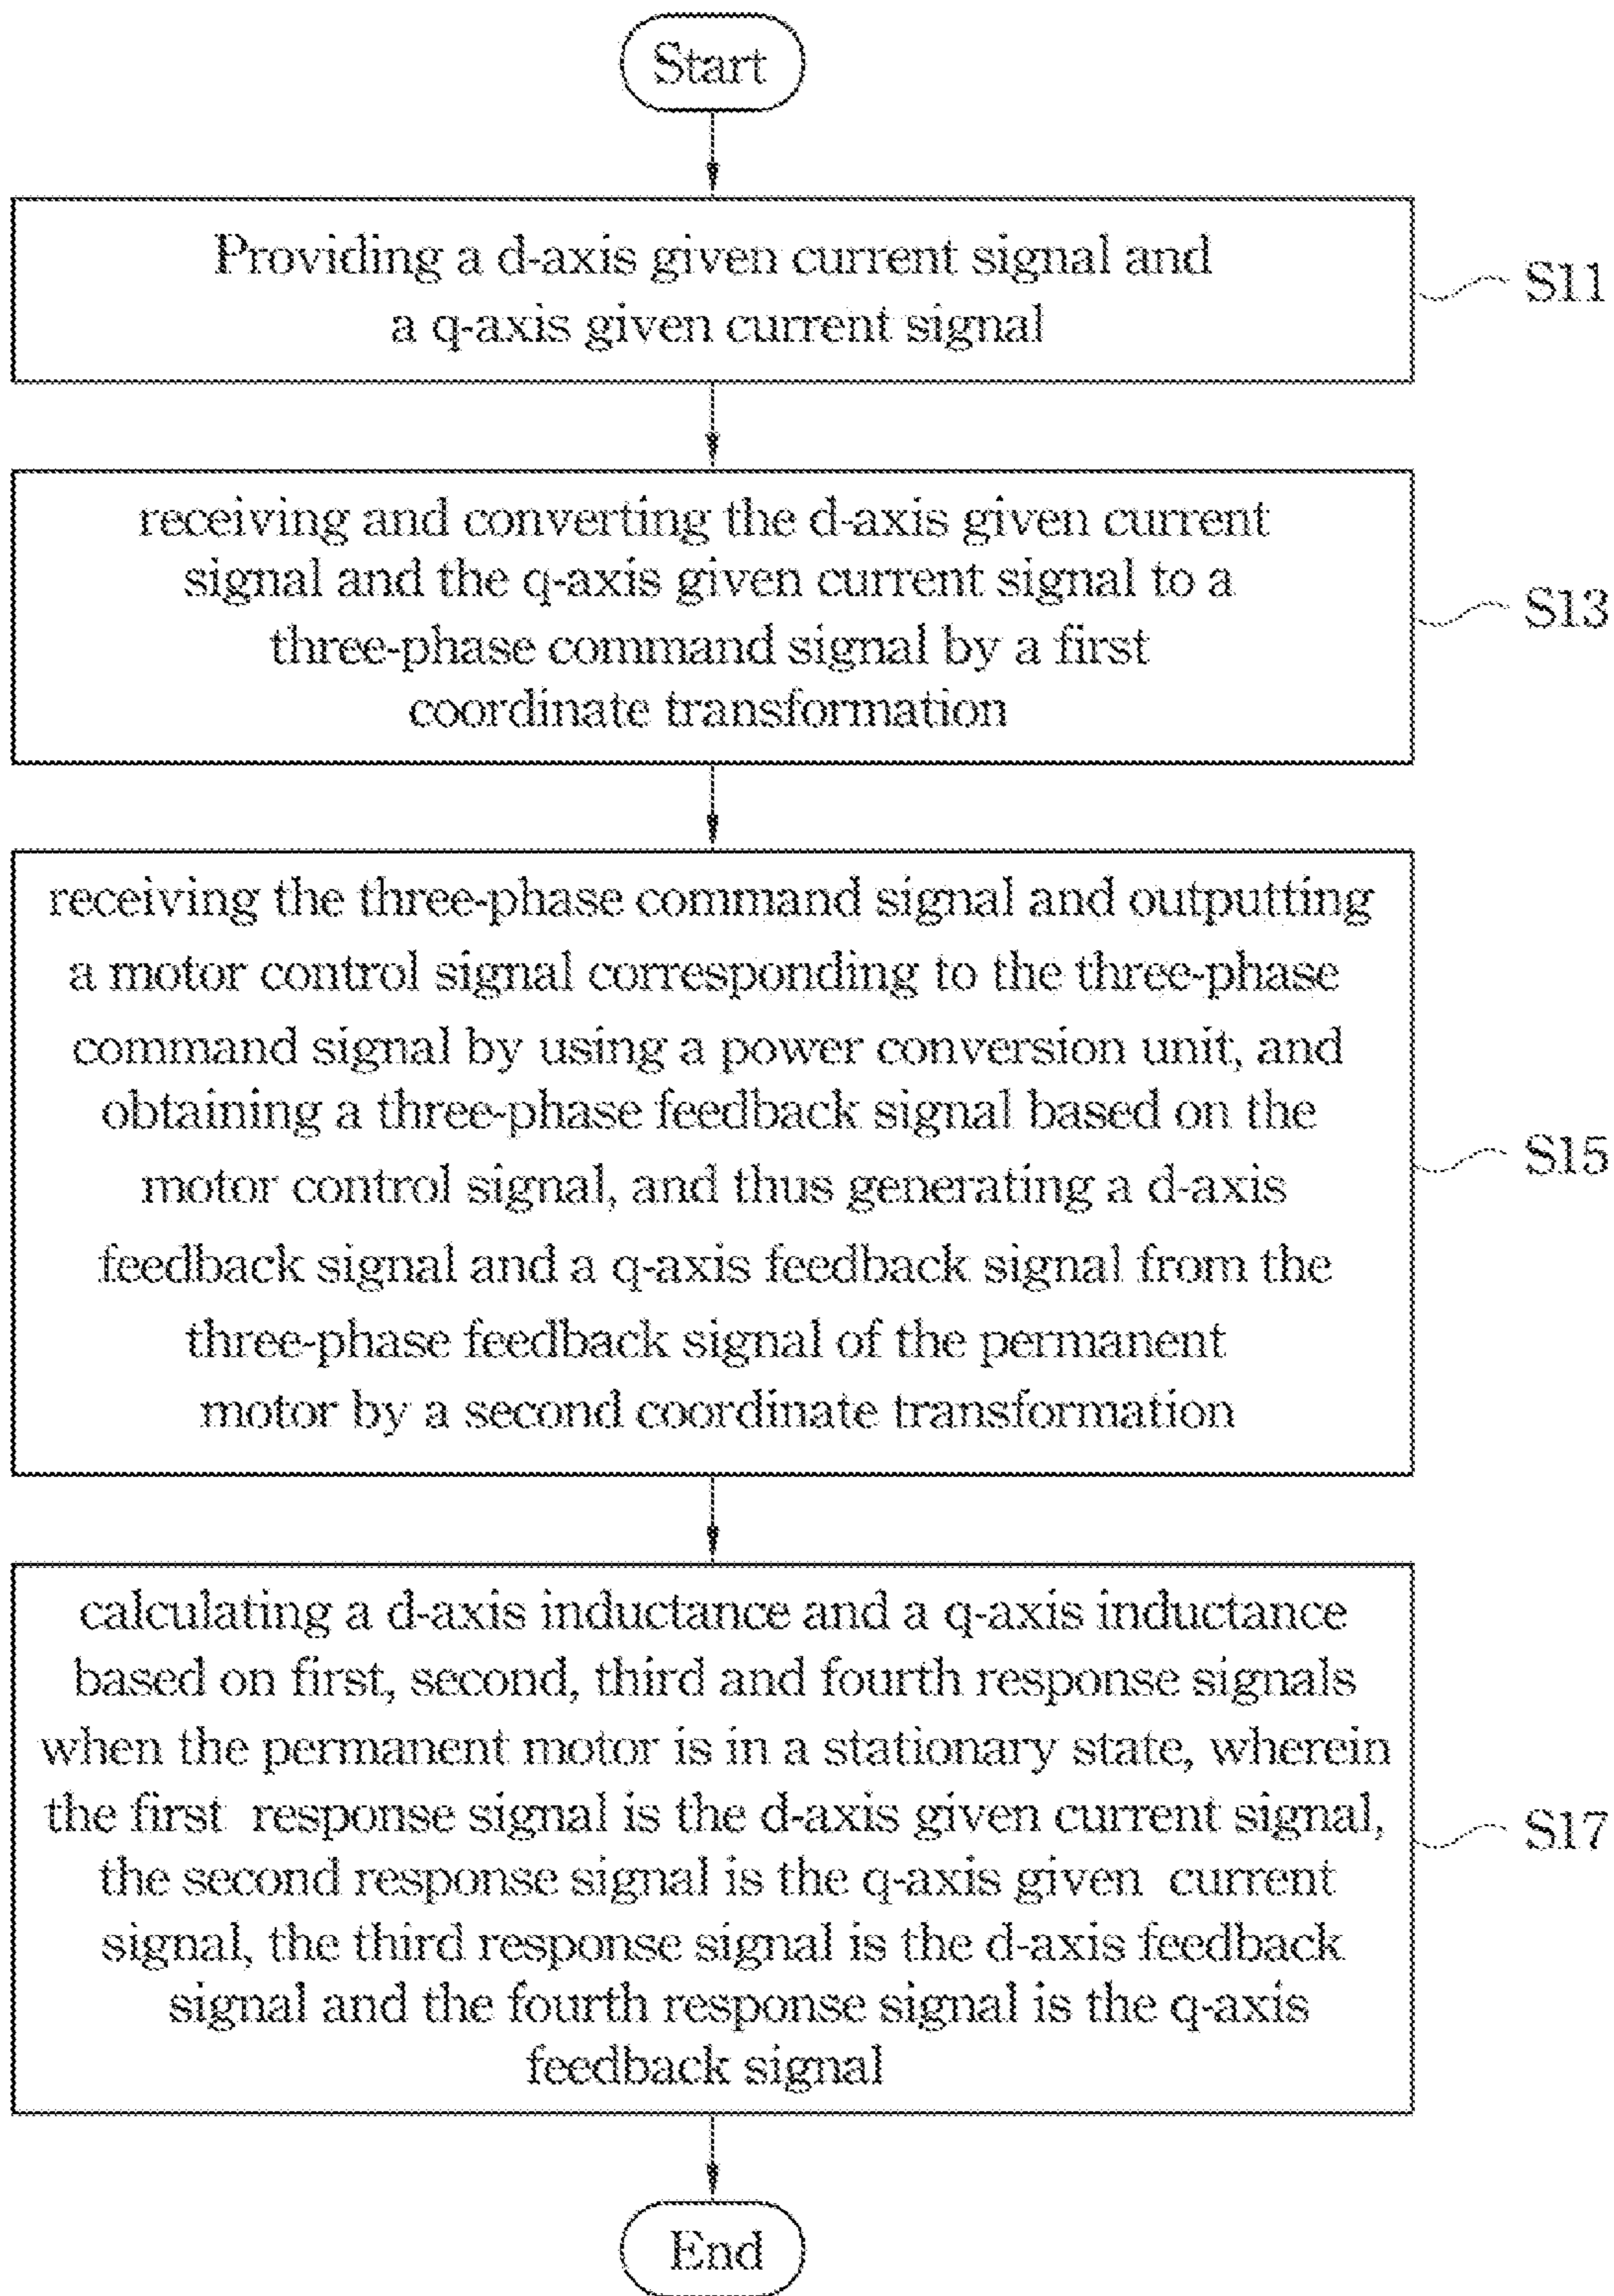 Start
Providing a d-axis given current signal and
a q-axis given current signal
S11
receiving and converting the d-axis given current
signal and the q-axis given current signal to a
three-phase command signal by a first
coordinate transformation
S13
receiving the three-phase command signal and outputting
a motor control signal corresponding to the three-phase
command signal by using a power conversion unit, and
obtaining a three-phase feedback signal based on the
motor control signal, and thus generating a d-axis
feedback signal and a q-axis feedback signal from the
three-phase feedback signal of the permanent
motor by a second coordinate transformation
S15
calculating a d-axis inductance and a q-axis inductance
based on first, second, third and fourth response signals
when the permanent motor is in a stationary state, wherein
the first response signal is the d-axis given current signal,
the second response signal is the q-axis given current
signal, the third response signal is the d-axis feedback
signal and the fourth response signal is the q-axis
feedback signal
S17
End